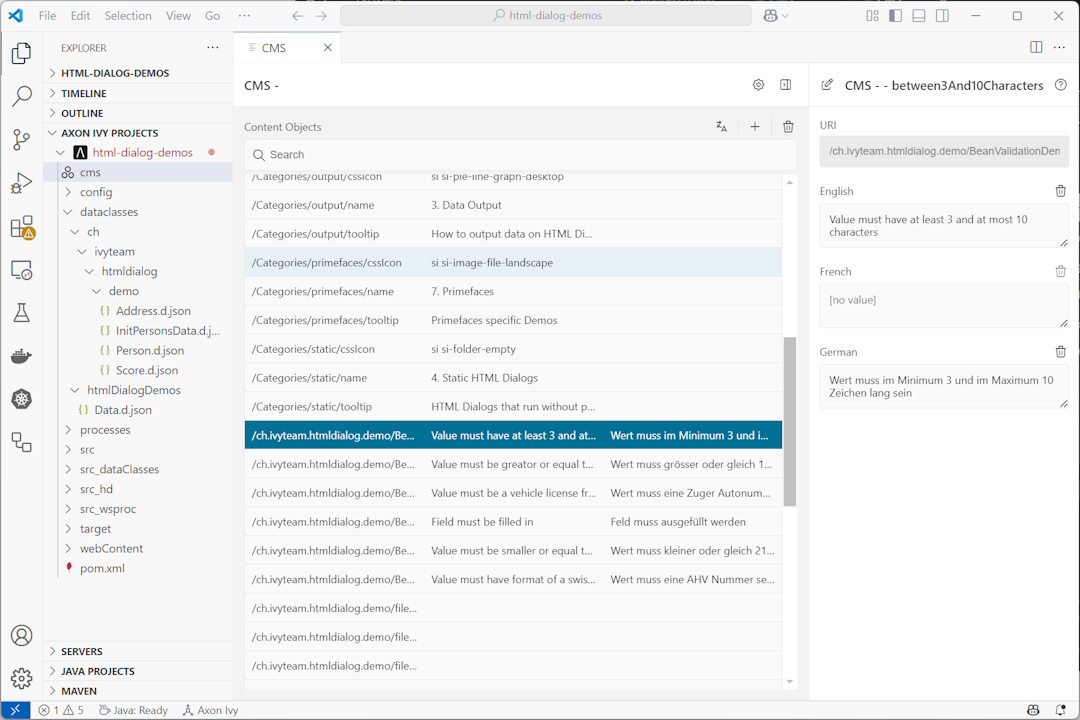 File Edit Selection View Go ··· html-dialog-demos
EXPLORER ···
HTML-DIALOG-DEMOS
TIMELINE
OUTLINE
AXON IVY PROJECTS
html-dialog-demos
cms
config
dataclasses
ch
ivyteam
htmldialog
demo
{} Address.d.json
{} InitPersonsData.d.j...
{} Person.d.json
{} Score.d.json
htmlDialogDemos
{} Data.d.json
processes
src
src_dataClasses
src_hd
src_wsproc
target
webContent
pom.xml
SERVERS
JAVA PROJECTS
MAVEN
CMS
CMS -
Content Objects
Search
/Categories/output/cssIcon si si-pie-line-graph-desktop
/Categories/output/name 3. Data Output
/Categories/output/tooltip How to output data on HTML Di...
/Categories/primefaces/cssIcon si si-image-file-landscape
/Categories/primefaces/name 7. Primefaces
/Categories/primefaces/tooltip Primefaces specific Demos
/Categories/static/cssIcon si si-folder-empty
/Categories/static/name 4. Static HTML Dialogs
/Categories/static/tooltip HTML Dialogs that run without p...
/ch.ivyteam.htmldialog.demo/Be... Value must have at least 3 and at... Wert muss im Minimum 3 und i...
/ch.ivyteam.htmldialog.demo/Be... Value must be greator or equal t... Wert muss grösser oder gleich 1...
/ch.ivyteam.htmldialog.demo/Be... Value must be a vehicle license fr... Wert muss eine Zuger Autonum...
/ch.ivyteam.htmldialog.demo/Be... Field must be filled in Feld muss ausgefüllt werden
/ch.ivyteam.htmldialog.demo/Be... Value must be smaller or equal t... Wert muss kleiner oder gleich 21...
/ch.ivyteam.htmldialog.demo/Be... Value must have format of a swis... Wert muss eine AHV Nummer se...
/ch.ivyteam.htmldialog.demo/file...
/ch.ivyteam.htmldialog.demo/file...
/ch.ivyteam.htmldialog.demo/file...
CMS - - between3And10Characters
URI
/ch.ivyteam.htmldialog.demo/BeanValidationDen
English
Value must have at least 3 and at most 10
characters
French
[no value]
German
Wert muss im Minimum 3 und im Maximum 10
Zeichen lang sein
1 5 Java: Ready Axon Ivy